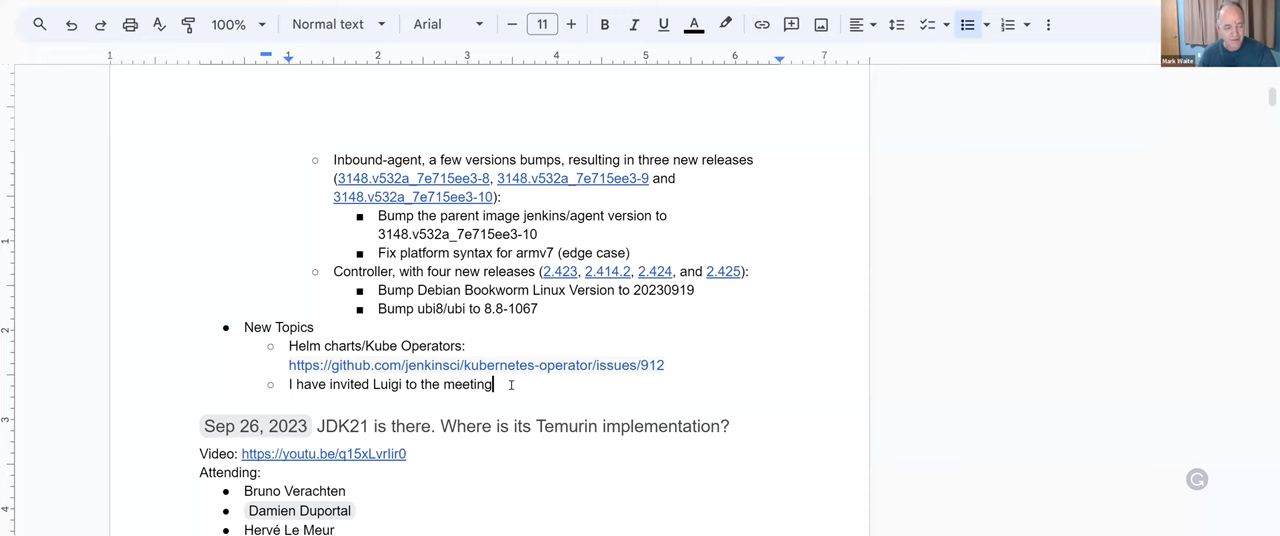 100% Normal text Arial 11 B I U A
Mark Waite
1 1 2 3 4 5 6 7
Inbound-agent, a few versions bumps, resulting in three new releases
(3148.v532a_7e715ee3-8, 3148.v532a_7e715ee3-9 and
3148.v532a_7e715ee3-10):
Bump the parent image jenkins/agent version to
3148.v532a_7e715ee3-10
Fix platform syntax for armv7 (edge case)
Controller, with four new releases (2.423, 2.414.2, 2.424, and 2.425):
Bump Debian Bookworm Linux Version to 20230919
Bump ubi8/ubi to 8.8-1067
New Topics
Helm charts/Kube Operators:
https://github.com/jenkinsci/kubernetes-operator/issues/912
I have invited Luigi to the meeting
Sep 26, 2023 JDK21 is there. Where is its Temurin implementation?
Video: https://youtu.be/q15xLvrIir0
Attending:
Bruno Verachten
Damien Duportal
Hervé Le Meur
1
2
3
4